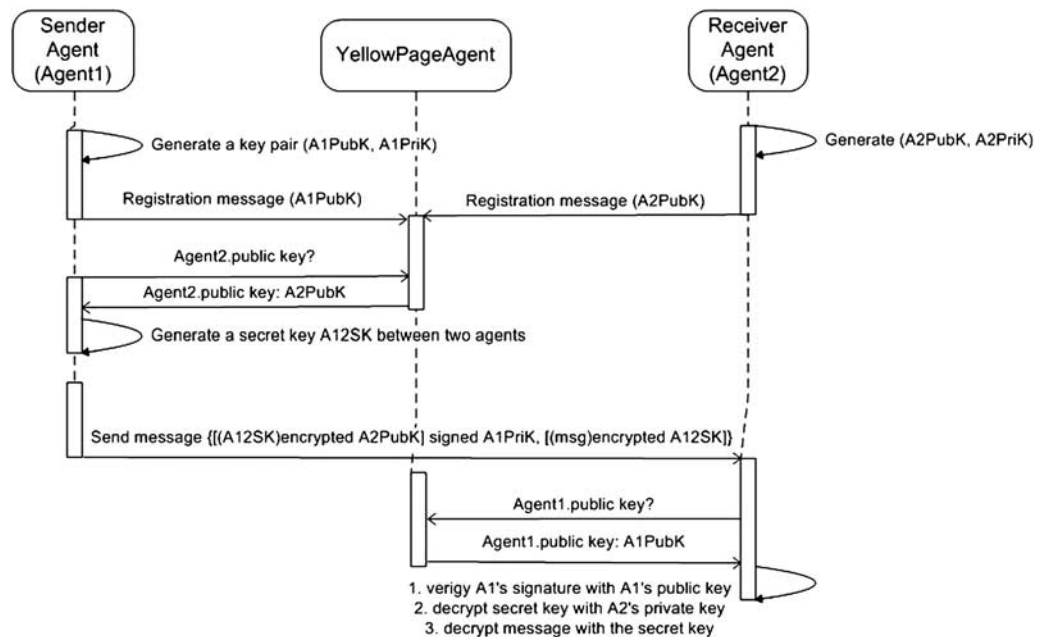 Sender
Agent
(Agent1)
YellowPageAgent
Receiver
Agent
(Agent2)
Generate a key pair (A1PubK, A1PriK)
Generate (A2PubK, A2PriK)
Registration message (A1PubK)
Registration message (A2PubK)
Agent2.public key?
Agent2.public key: A2PubK
Generate a secret key A12SK between two agents
Send message {[(A12SK)encrypted A2PubK] signed A1PriK, [(msg)encrypted A12SK]}
Agent1.public key?
Agent1.public key: A1PubK
1. verigy A1's signature with A1's public key
2. decrypt secret key with A2's private key
3. decrypt message with the secret key